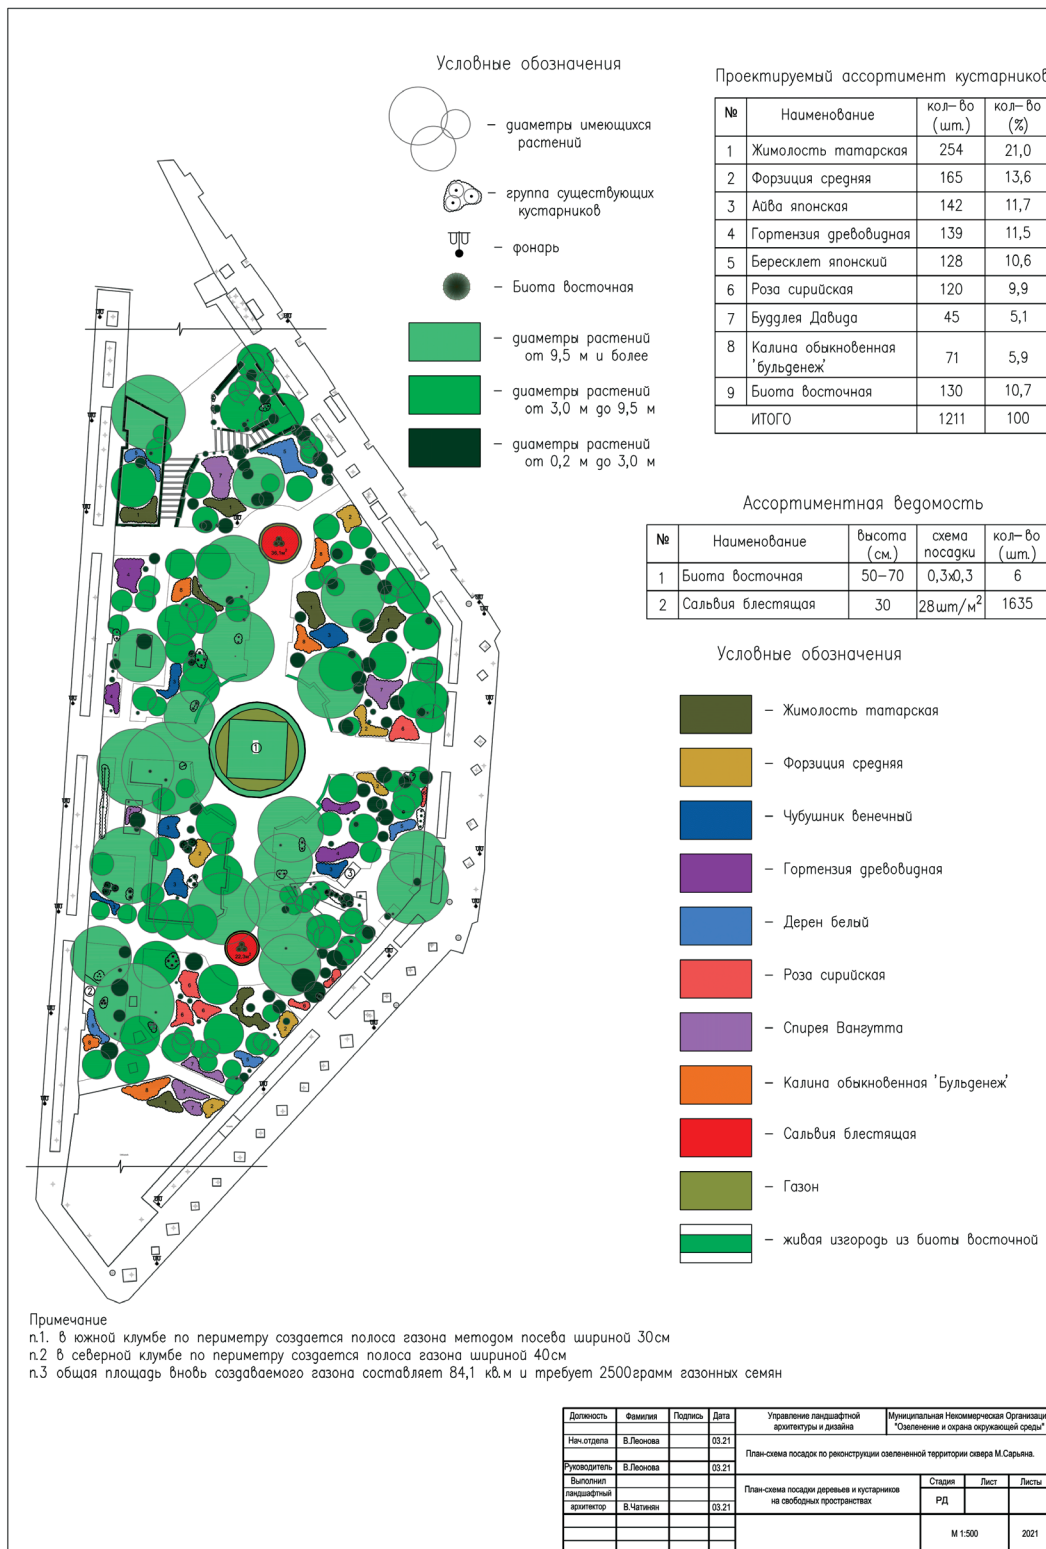 Условные обозначения
– диаметры имеющихся
растений
– группа существующих
кустарников
– фонарь
– Биота восточная
– диаметры растений
от 9,5 м и более
– диаметры растений
от 3,0 м до 9,5 м
– диаметры растений
от 0,2 м до 3,0 м
Проектируемый ассортимент кустарников
№ Наименование кол-во (шт.) кол-во (%)
1 Жимолость татарская 254 21,0
2 Форзиция средняя 165 13,6
3 Айва японская 142 11,7
4 Гортензия древовидная 139 11,5
5 Бересклет японский 128 10,6
6 Роза сирийская 120 9,9
7 Буддлея Давида 45 5,1
8 Калина обыкновенная 'бульденеж' 71 5,9
9 Биота восточная 130 10,7
ИТОГО 1211 100
Ассортиментная ведомость
№ Наименование высота (см.) схема посадки кол-во (шт.)
1 Биота восточная 50-70 0,3х0,3 6
2 Сальвия блестящая 30 28шт/м² 1635
Условные обозначения
– Жимолость татарская
– Форзиция средняя
– Чубушник венечный
– Гортензия древовидная
– Дерен белый
– Роза сирийская
– Спирея Вангутта
– Калина обыкновенная 'Бульденеж'
– Сальвия блестящая
– Газон
– живая изгородь из биоты восточной
1
2
3
Примечание
п.1. в южной клумбе по периметру создается полоса газона методом посева шириной 30см
п.2 в северной клумбе по периметру создается полоса газона шириной 40см
п.3 общая площадь вновь создаваемого газона составляет 84,1 кв.м и требует 2500грамм газонных семян
Должность Фамилия Подпись Дата
Нач.отдела В.Леонова 03.21
Руководитель В.Леонова 03.21
Выполнил
ландшафтный
архитектор В.Чатинян 03.21
Управление ландшафтной
архитектуры и дизайна
Муниципальная Некоммерческая Организац
"Озеленение и охрана окружающей среды"
План-схема посадок по реконструкции озелененной территории сквера М.Сарьяна.
План-схема посадки деревьев и кустарников
на свободных пространствах
Стадия Лист Листы
РД
М 1:500 2021